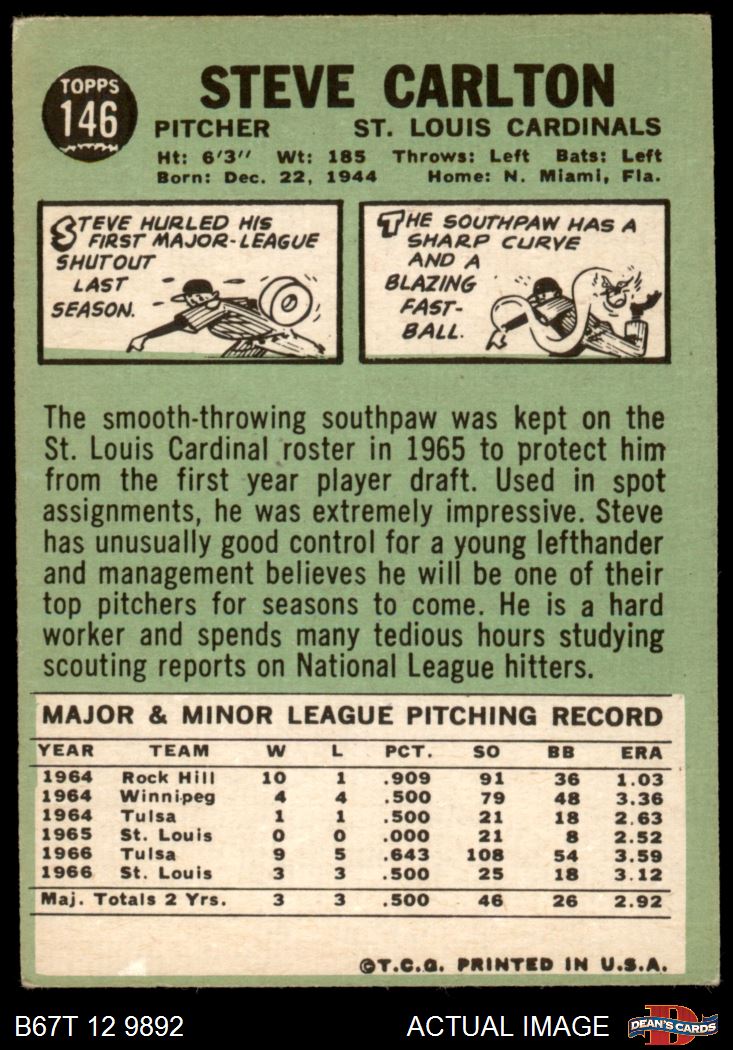 TOPPS
146
STEVE CARLTON
PITCHER ST. LOUIS CARDINALS
Ht: 6'3" Wt: 185 Throws: Left Bats: Left
Born: Dec. 22, 1944 Home: N. Miami, Fla.
STEVE HURLED HIS
FIRST MAJOR-LEAGUE
SHUTOUT
LAST
SEASON.
THE SOUTHPAW HAS A
SHARP CURVE
AND A
BLAZING
FAST-
BALL.
The smooth-throwing southpaw was kept on the
St. Louis Cardinal roster in 1965 to protect him
from the first year player draft. Used in spot
assignments, he was extremely impressive. Steve
has unusually good control for a young lefthander
and management believes he will be one of their
top pitchers for seasons to come. He is a hard
worker and spends many tedious hours studying
scouting reports on National League hitters.
MAJOR & MINOR LEAGUE PITCHING RECORD
YEAR TEAM W L PCT. SO BB ERA
1964 Rock Hill 10 1 .909 91 36 1.03
1964 Winnipeg 4 4 .500 79 48 3.36
1964 Tulsa 1 1 .500 21 18 2.63
1965 St. Louis 0 0 .000 21 8 2.52
1966 Tulsa 9 5 .643 108 54 3.59
1966 St. Louis 3 3 .500 25 18 3.12
Maj. Totals 2 Yrs. 3 3 .500 46 26 2.92
©T.C.G. PRINTED IN U.S.A.
B67T 12 9892 ACTUAL IMAGE D DEAN'S CARDS